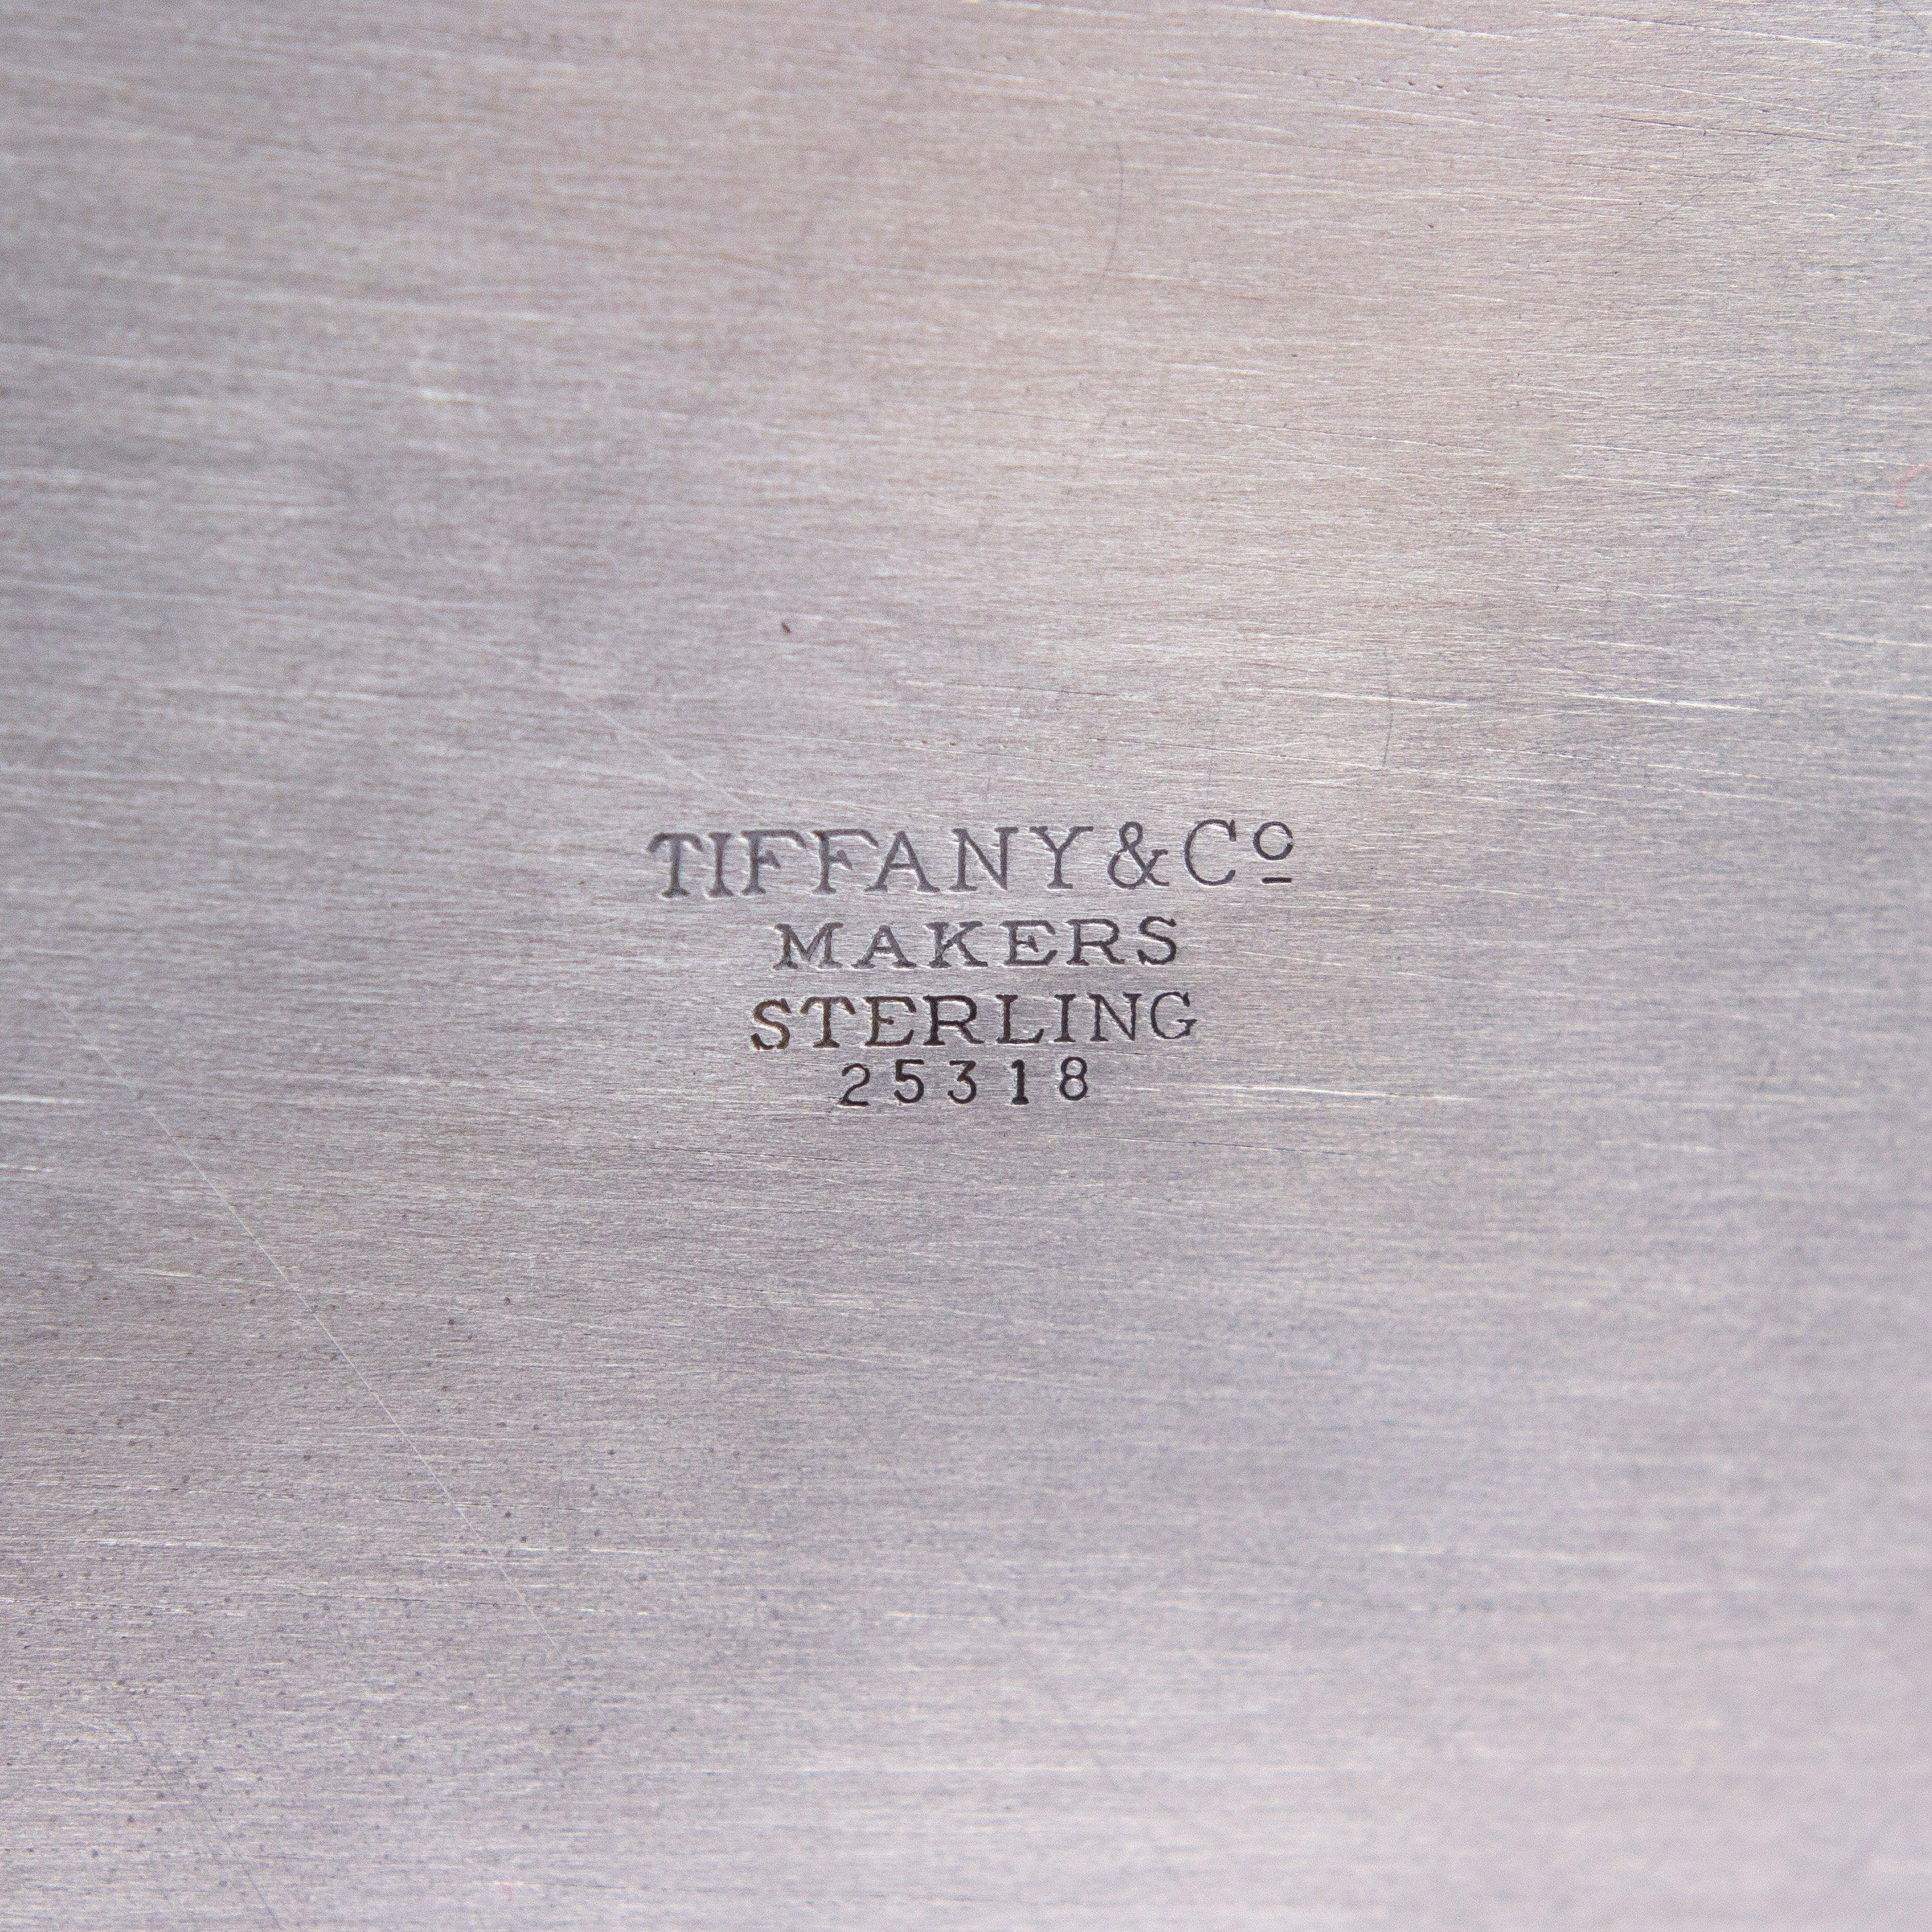 TIFFANY & Cº
MAKERS
STERLING
25318